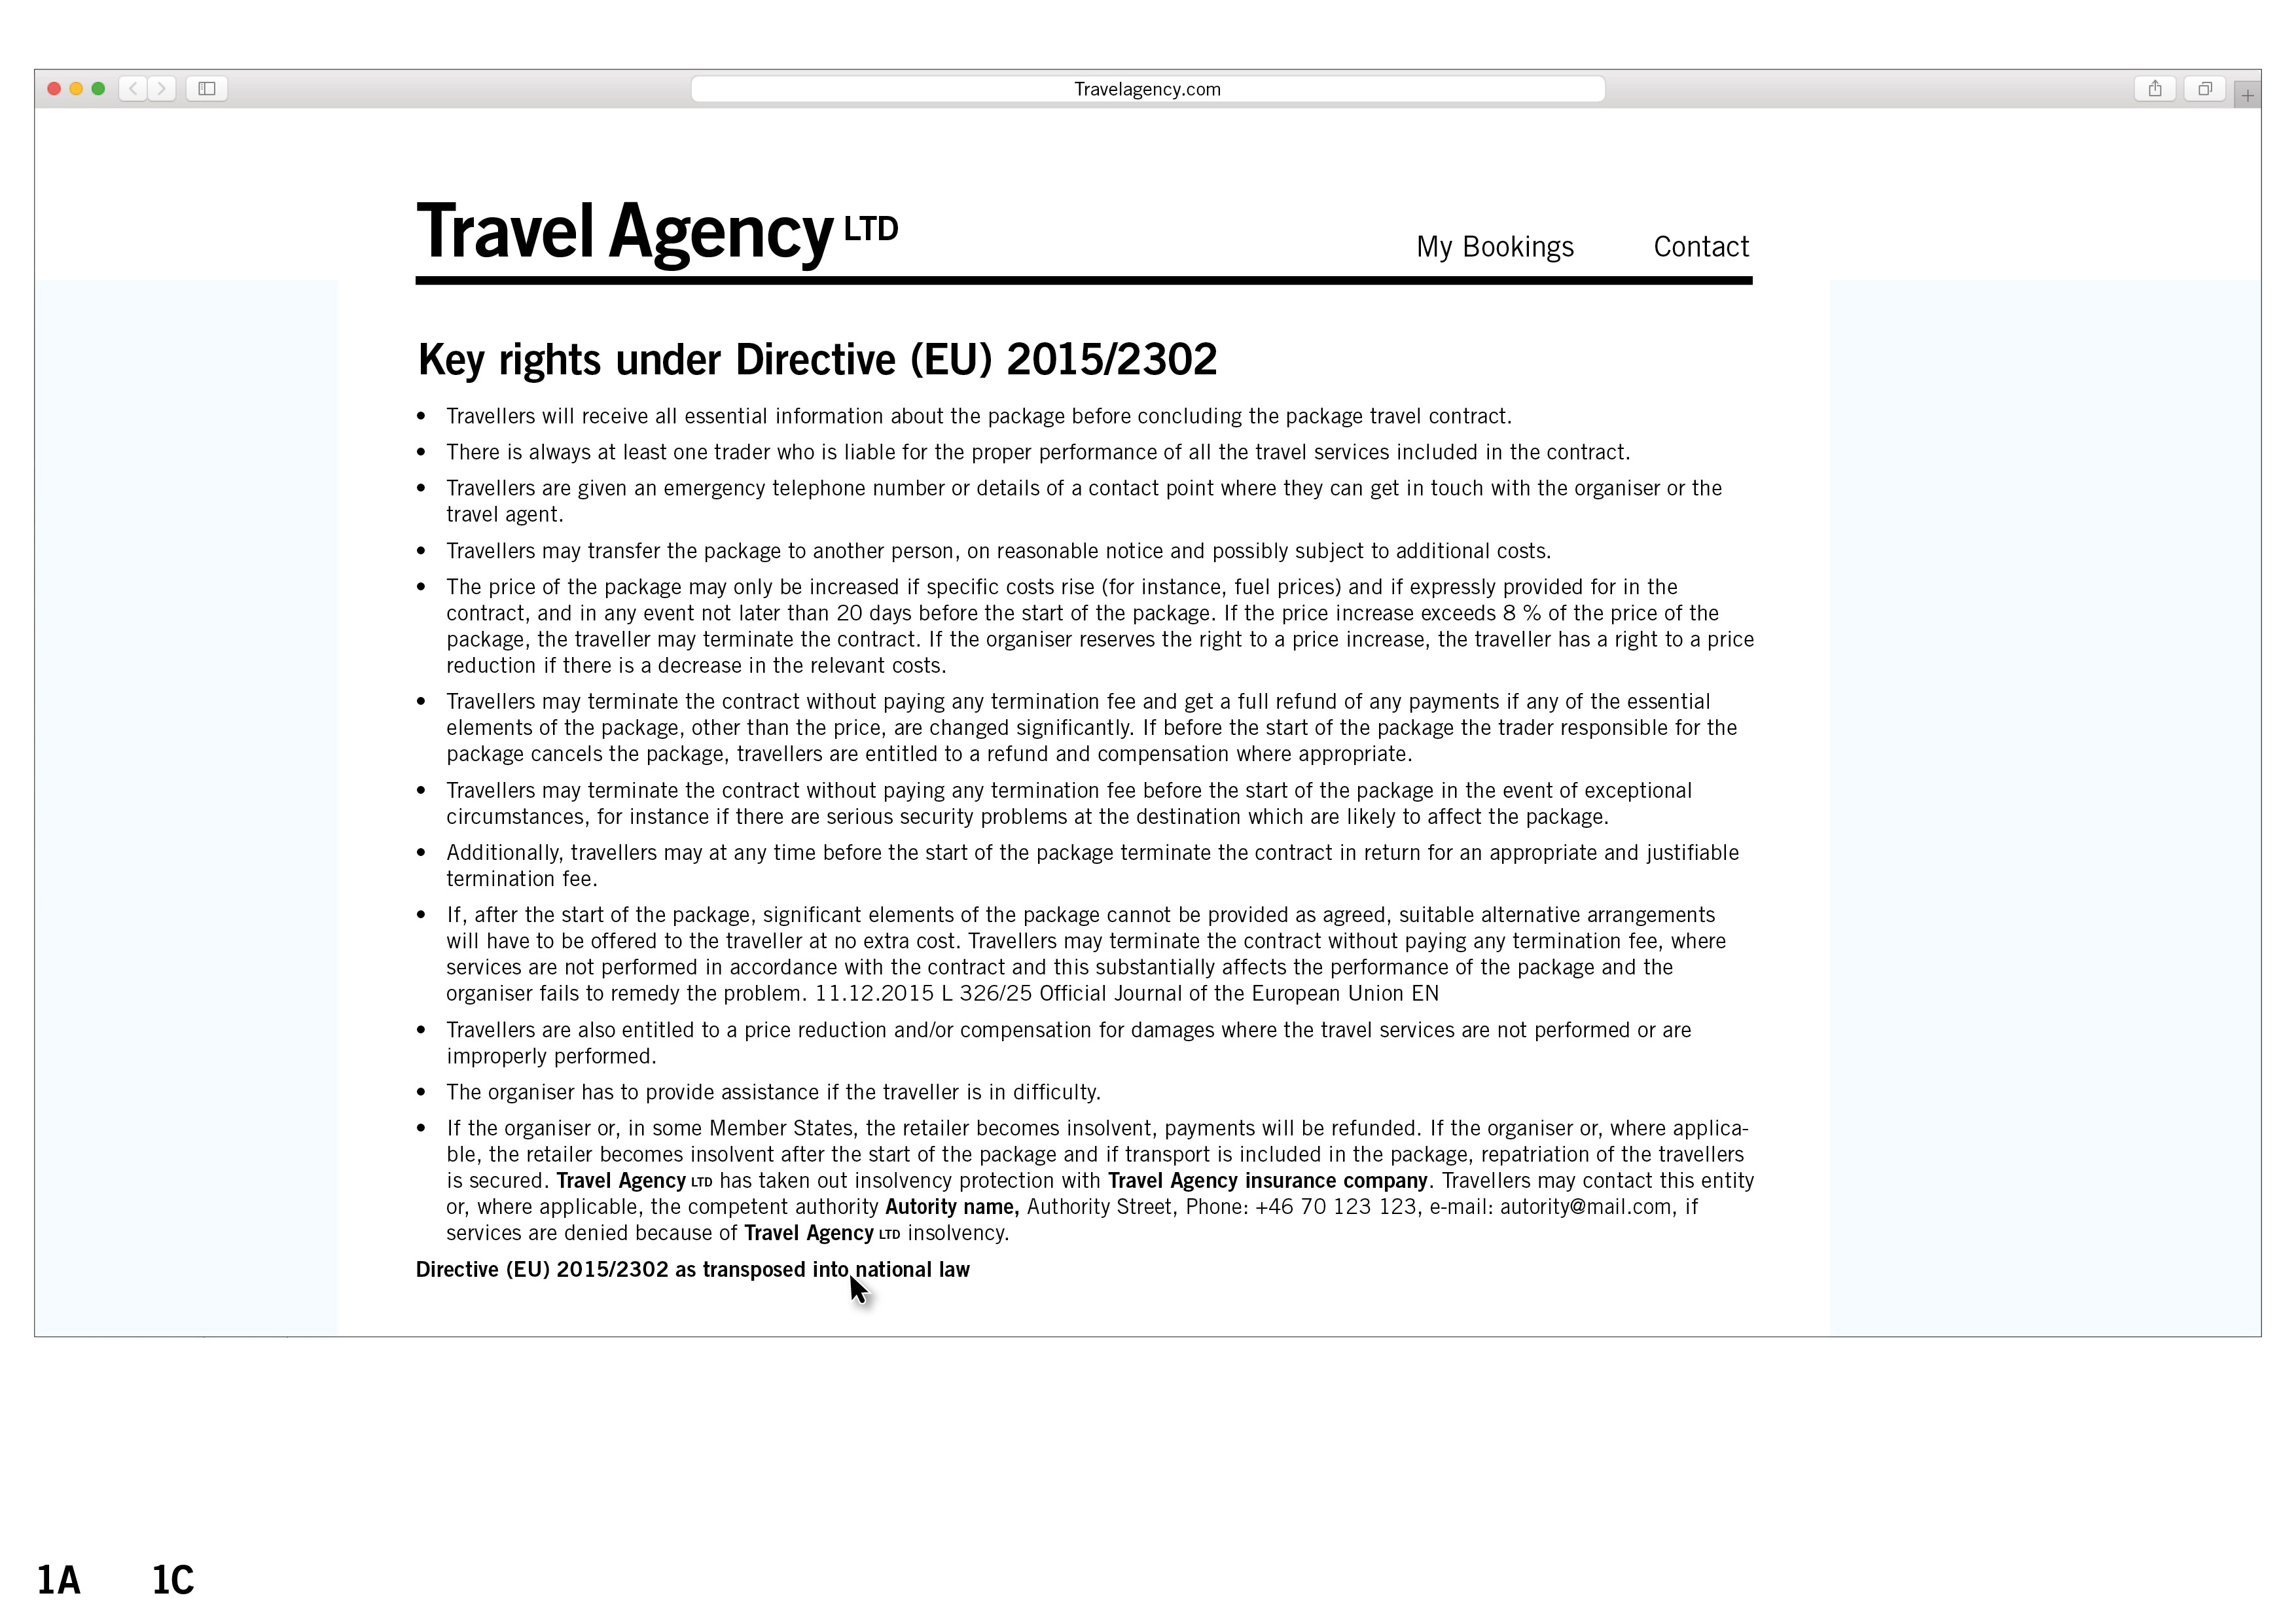 Travelagency.com
Travel Agency LTD
My Bookings Contact
Key rights under Directive (EU) 2015/2302
• Travellers will receive all essential information about the package before concluding the package travel contract.
• There is always at least one trader who is liable for the proper performance of all the travel services included in the contract.
• Travellers are given an emergency telephone number or details of a contact point where they can get in touch with the organiser or the
travel agent.
• Travellers may transfer the package to another person, on reasonable notice and possibly subject to additional costs.
• The price of the package may only be increased if specific costs rise (for instance, fuel prices) and if expressly provided for in the
contract, and in any event not later than 20 days before the start of the package. If the price increase exceeds 8 % of the price of the
package, the traveller may terminate the contract. If the organiser reserves the right to a price increase, the traveller has a right to a price
reduction if there is a decrease in the relevant costs.
• Travellers may terminate the contract without paying any termination fee and get a full refund of any payments if any of the essential
elements of the package, other than the price, are changed significantly. If before the start of the package the trader responsible for the
package cancels the package, travellers are entitled to a refund and compensation where appropriate.
• Travellers may terminate the contract without paying any termination fee before the start of the package in the event of exceptional
circumstances, for instance if there are serious security problems at the destination which are likely to affect the package.
• Additionally, travellers may at any time before the start of the package terminate the contract in return for an appropriate and justifiable
termination fee.
• If, after the start of the package, significant elements of the package cannot be provided as agreed, suitable alternative arrangements
will have to be offered to the traveller at no extra cost. Travellers may terminate the contract without paying any termination fee, where
services are not performed in accordance with the contract and this substantially affects the performance of the package and the
organiser fails to remedy the problem. 11.12.2015 L 326/25 Official Journal of the European Union EN
• Travellers are also entitled to a price reduction and/or compensation for damages where the travel services are not performed or are
improperly performed.
• The organiser has to provide assistance if the traveller is in difficulty.
• If the organiser or, in some Member States, the retailer becomes insolvent, payments will be refunded. If the organiser or, where applica-
ble, the retailer becomes insolvent after the start of the package and if transport is included in the package, repatriation of the travellers
is secured. Travel Agency LTD has taken out insolvency protection with Travel Agency insurance company. Travellers may contact this entity
or, where applicable, the competent authority Autority name, Authority Street, Phone: +46 70 123 123, e-mail: autority@mail.com, if
services are denied because of Travel Agency LTD insolvency.
Directive (EU) 2015/2302 as transposed into national law
1A 1C